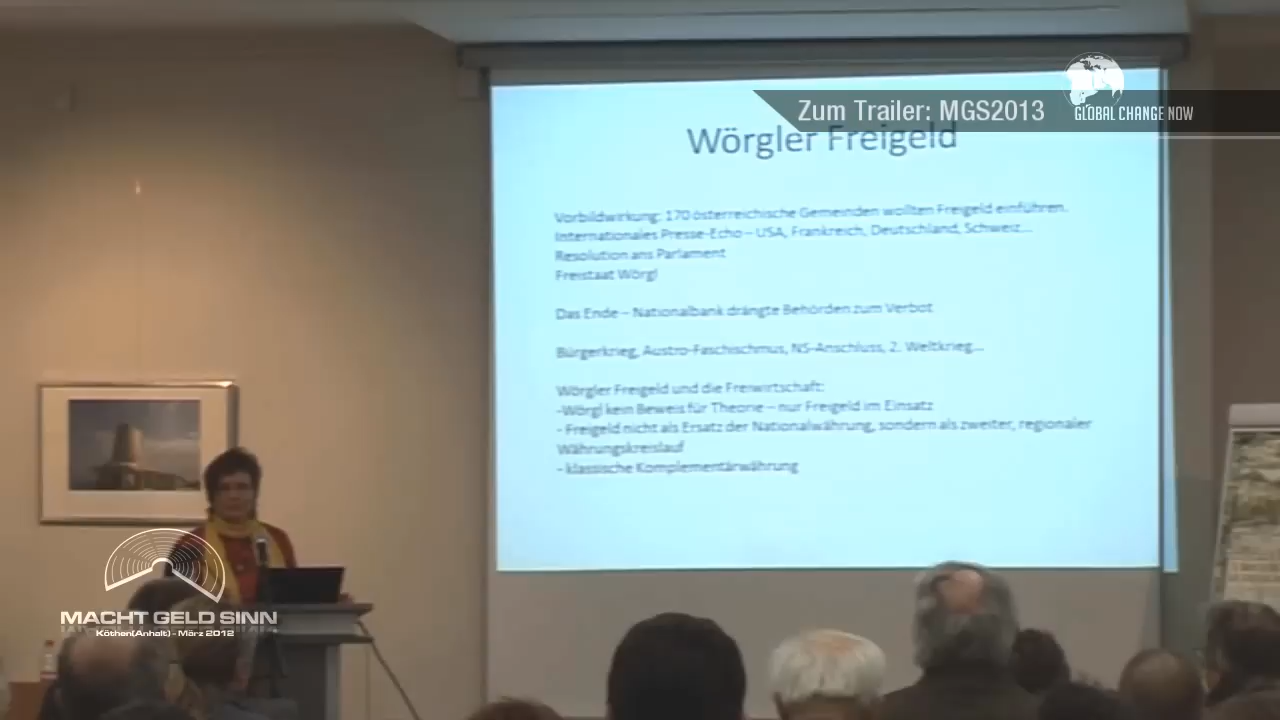 Zum Trailer: MGS2013
GLOBAL CHANGE NOW
Wörgler Freigeld
Vorbildwirkung: 170 österreichische Gemeinden wollten Freigeld einführen.
Internationales Presse-Echo – USA, Frankreich, Deutschland, Schweiz...
Resolution ans Parlament
Freistaat Wörgl
Das Ende – Nationalbank drängte Behörden zum Verbot
Bürgerkrieg, Austro-Faschischmus, NS-Anschluss, 2. Weltkrieg...
Wörgler Freigeld und die Freiwirtschaft:
-Wörgl kein Beweis für Theorie – nur Freigeld im Einsatz
- Freigeld nicht als Ersatz der Nationalwährung, sondern als zweiter, regionaler
Währungskreislauf
- klassische Komplementärwährung
MACHT GELD SINN
Köthen(Anhalt) - März 2012